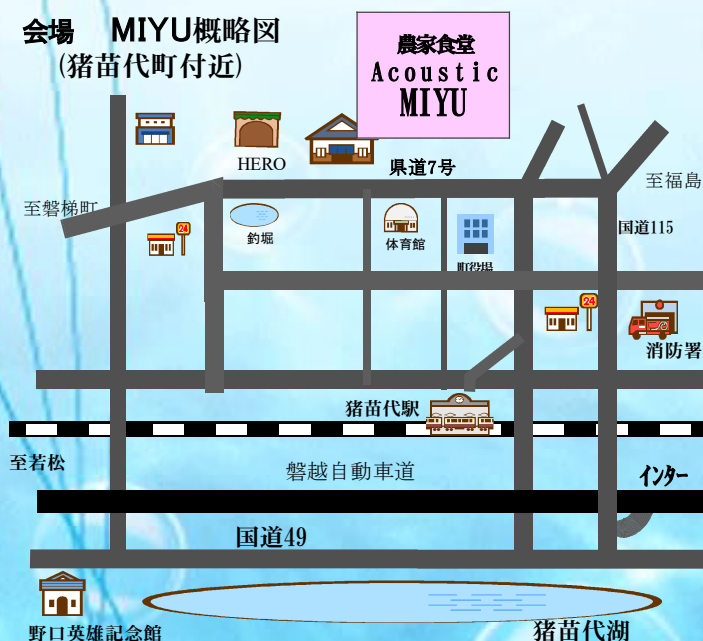 会場　MIYU概略図
(猪苗代町付近)
農家食堂
Acoustic
MIYU
HERO
県道7号
至磐梯町
至福島
24
釣堀
体育館
町役場
国道115
24
消防署
猪苗代駅
至若松
磐越自動車道
インター
国道49
野口英雄記念館
猪苗代湖